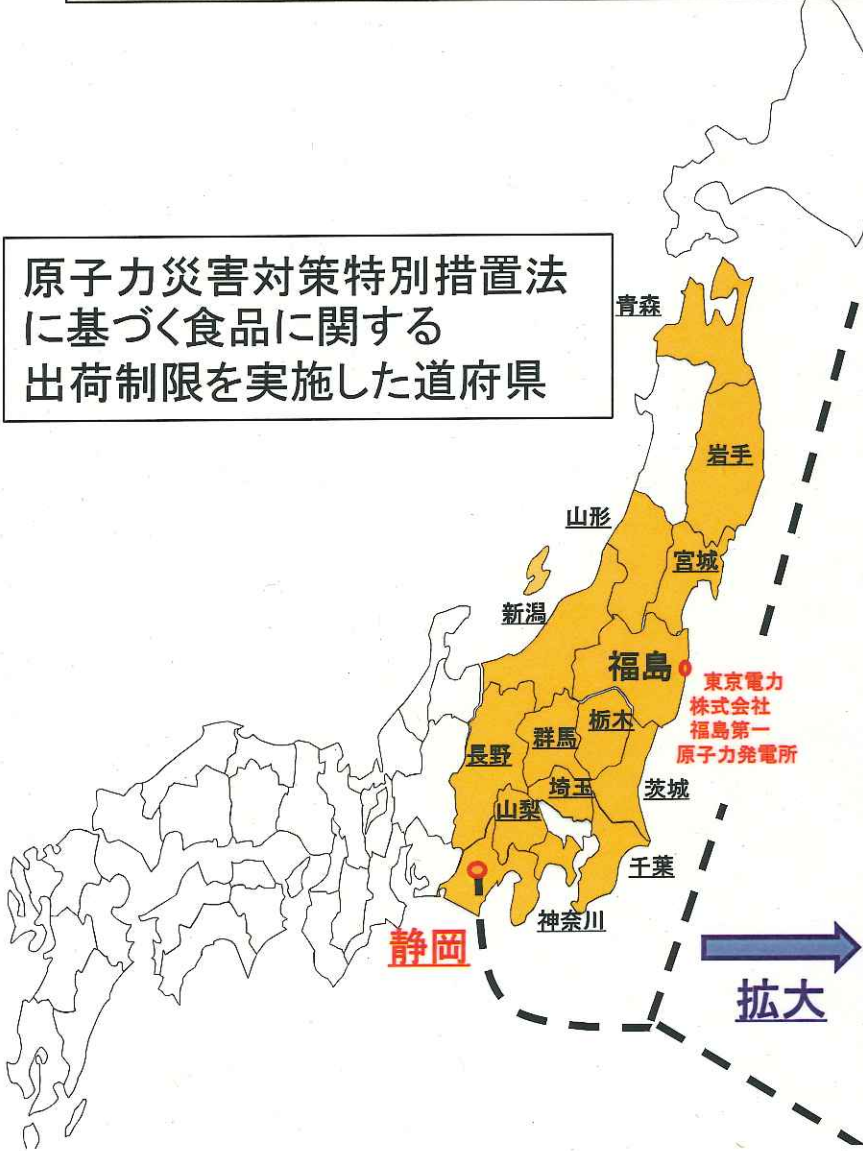 原子力災害対策特別措置法
に基づく食品に関する
出荷制限を実施した道府県
青森
岩手
山形
宮城
新潟
福島
東京電力
株式会社
福島第一
原子力発電所
栃木
群馬
長野
埼玉
茨城
山梨
千葉
神奈川
静岡
拡大